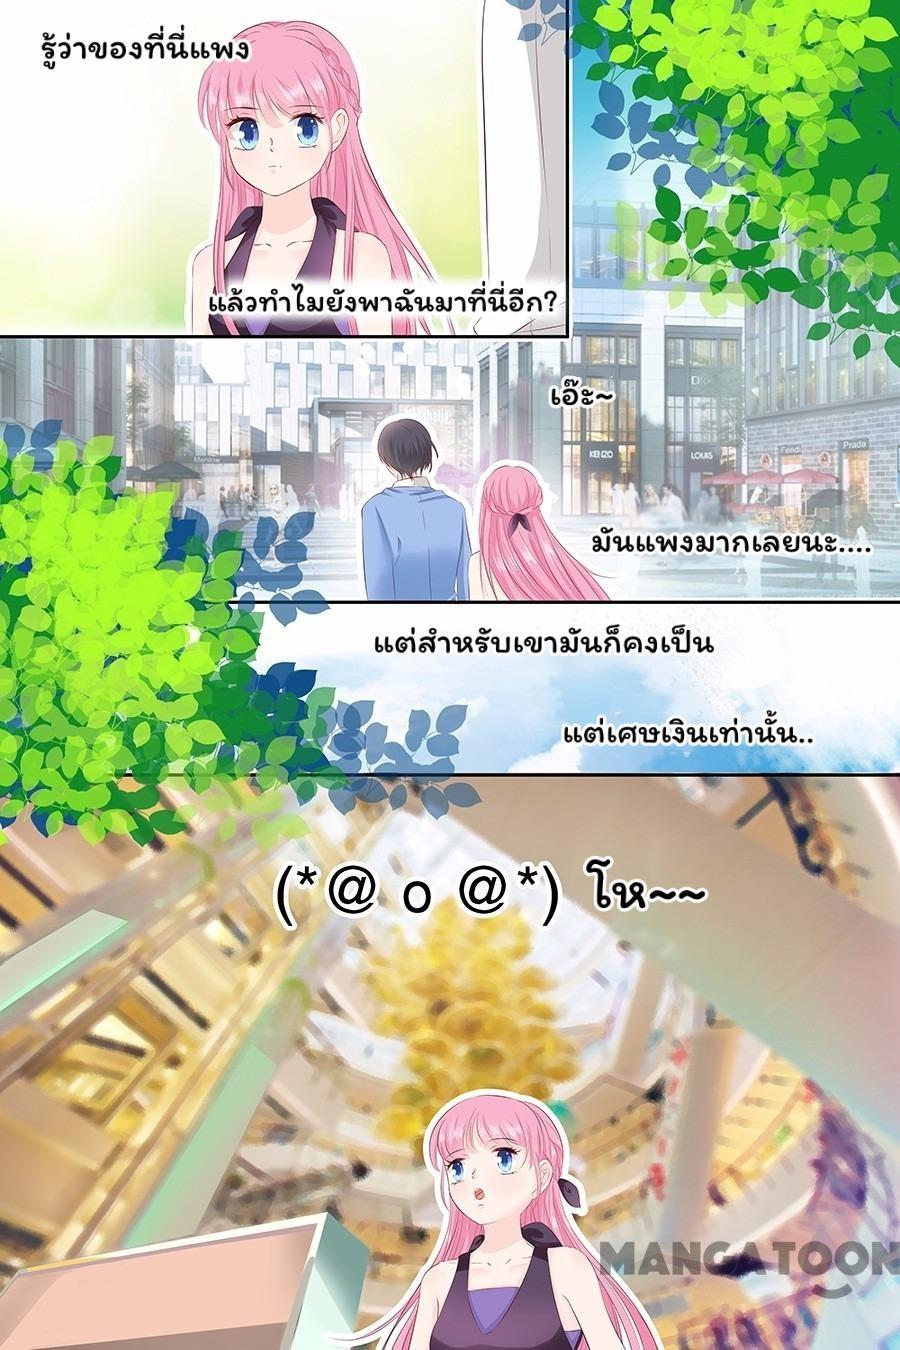 รู้ว่าของที่นี่แพง
แล้วทำไมยังพาฉันมาที่นี่อีก?
เอ๊ะ~
KENZO
LOUIS
Fendi
Prada
มันแพงมากเลยนะ....
แต่สำหรับเขามันก็คงเป็น
แต่เศษเงินเท่านั้น..
(*@ o @*) โห~~
MANGATOON